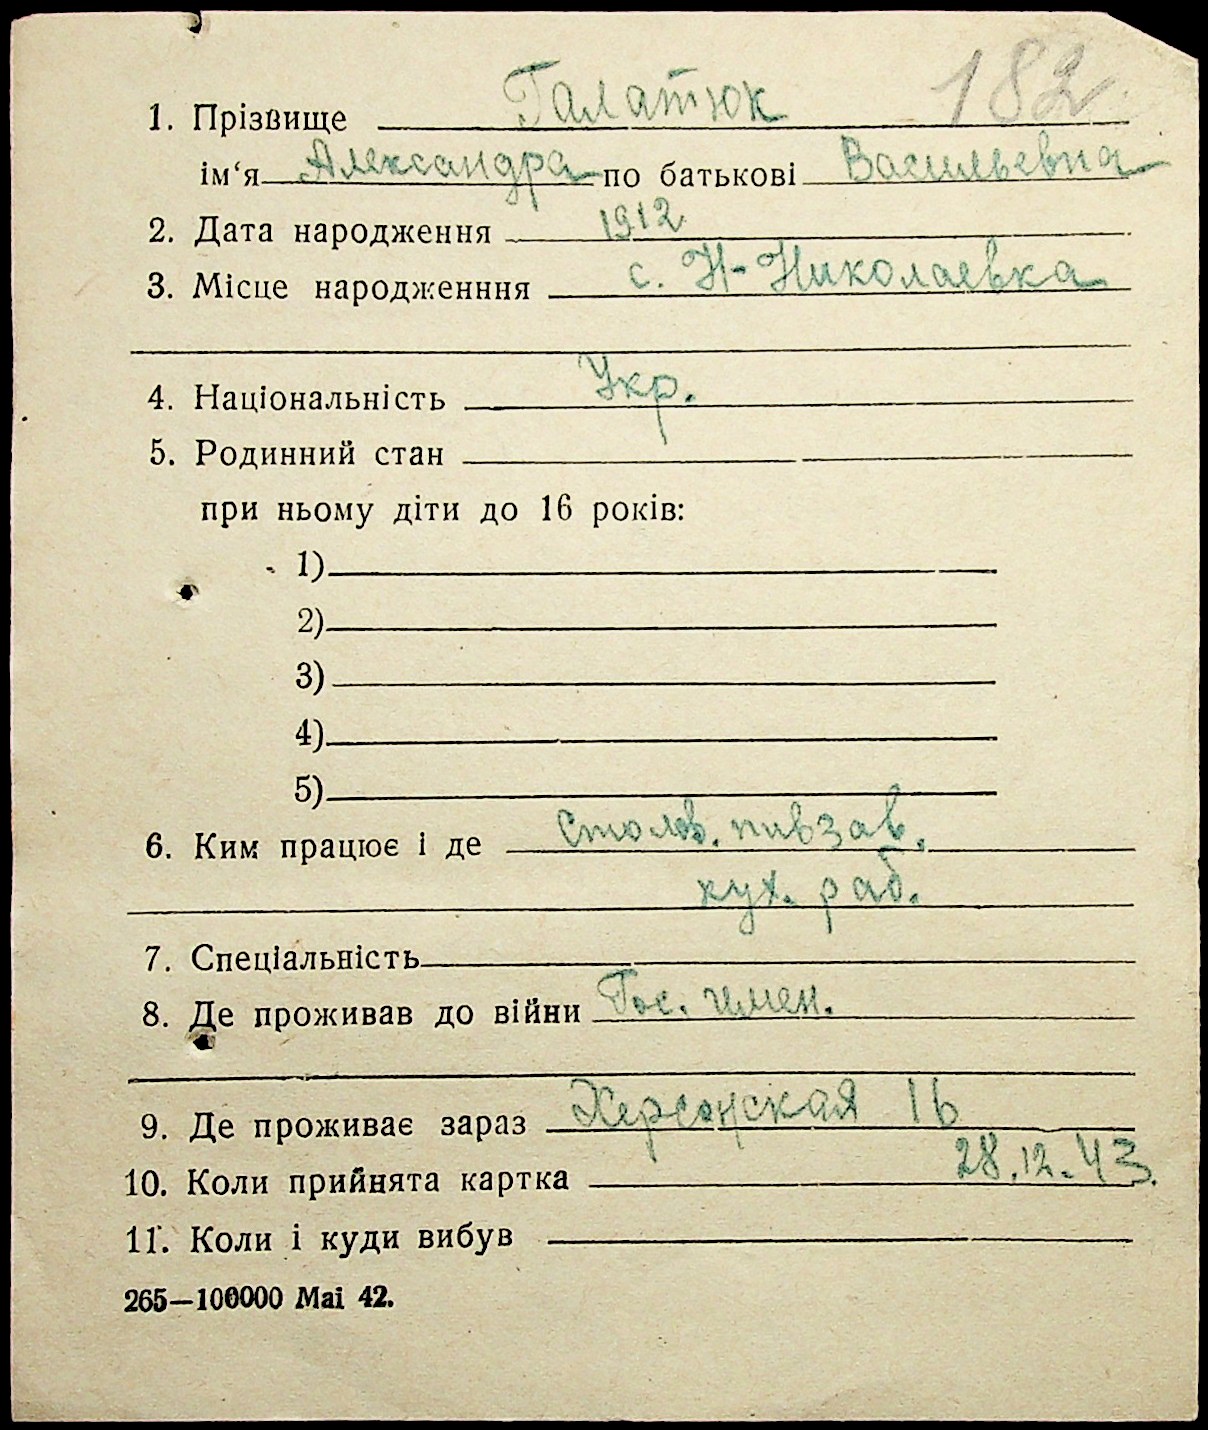 182
1. Прізвище Галатюк
ім‘я Александра по батькові Васильевна
2. Дата народження 1912
3. Місце народженння с. Н-Николаевка
4. Національність Укр.
5. Родинний стан
при ньому діти до 16 років:
1)
2)
3)
4)
5)
6. Ким працює і де столов. пивзав.
кух. раб.
7. Спеціальність
8. Де проживав до війни Гос. имен.
9. Де проживає зараз Херсонская 16
10. Коли прийнята картка 28.12.43.
11. Коли і куди вибув
265—100000 Mai 42.